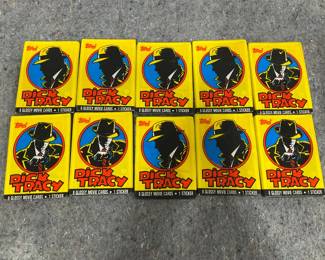 Topps Topps Topps Topps Topps
DICK DICK DICK DICK DICK
TRACY TRACY TRACY TRACY TRACY
8 GLOSSY MOVIE CARDS • 1 STICKER 8 GLOSSY MOVIE CARDS • 1 STICKER 8 GLOSSY MOVIE CARDS • 1 STICKER 8 GLOSSY MOVIE CARDS • 1 STICKER 8 GLOSSY MOVIE CARDS • 1 STICKER
Topps Topps Topps Topps Topps
DICK DICK DICK DICK DICK
TRACY TRACY TRACY TRACY TRACY
8 GLOSSY MOVIE CARDS • 1 STICKER 8 GLOSSY MOVIE CARDS • 1 STICKER 8 GLOSSY MOVIE CARDS • 1 STICKER 8 GLOSSY MOVIE CARDS • 1 STICKER 8 GLOSSY MOVIE CARDS • 1 STICKER